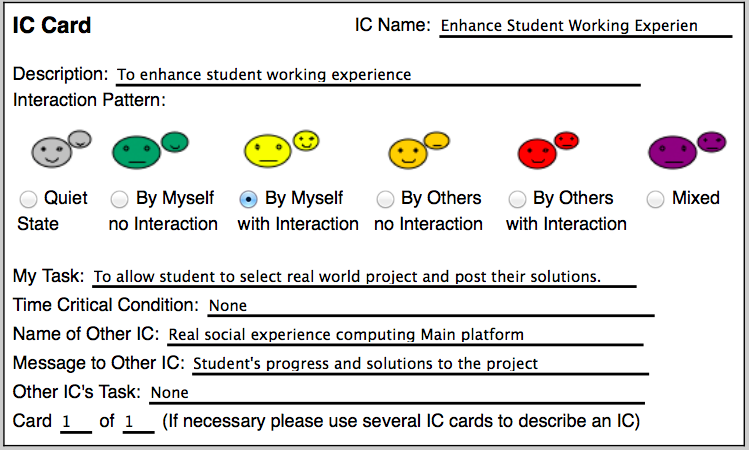 IC Card IC Name: Enhance Student Working Experien
Description: To enhance student working experience
Interaction Pattern:
Quiet State
By Myself no Interaction
By Myself with Interaction
By Others no Interaction
By Others with Interaction
Mixed
My Task: To allow student to select real world project and post their solutions.
Time Critical Condition: None
Name of Other IC: Real social experience computing Main platform
Message to Other IC: Student's progress and solutions to the project
Other IC's Task: None
Card 1 of 1 (If necessary please use several IC cards to describe an IC)